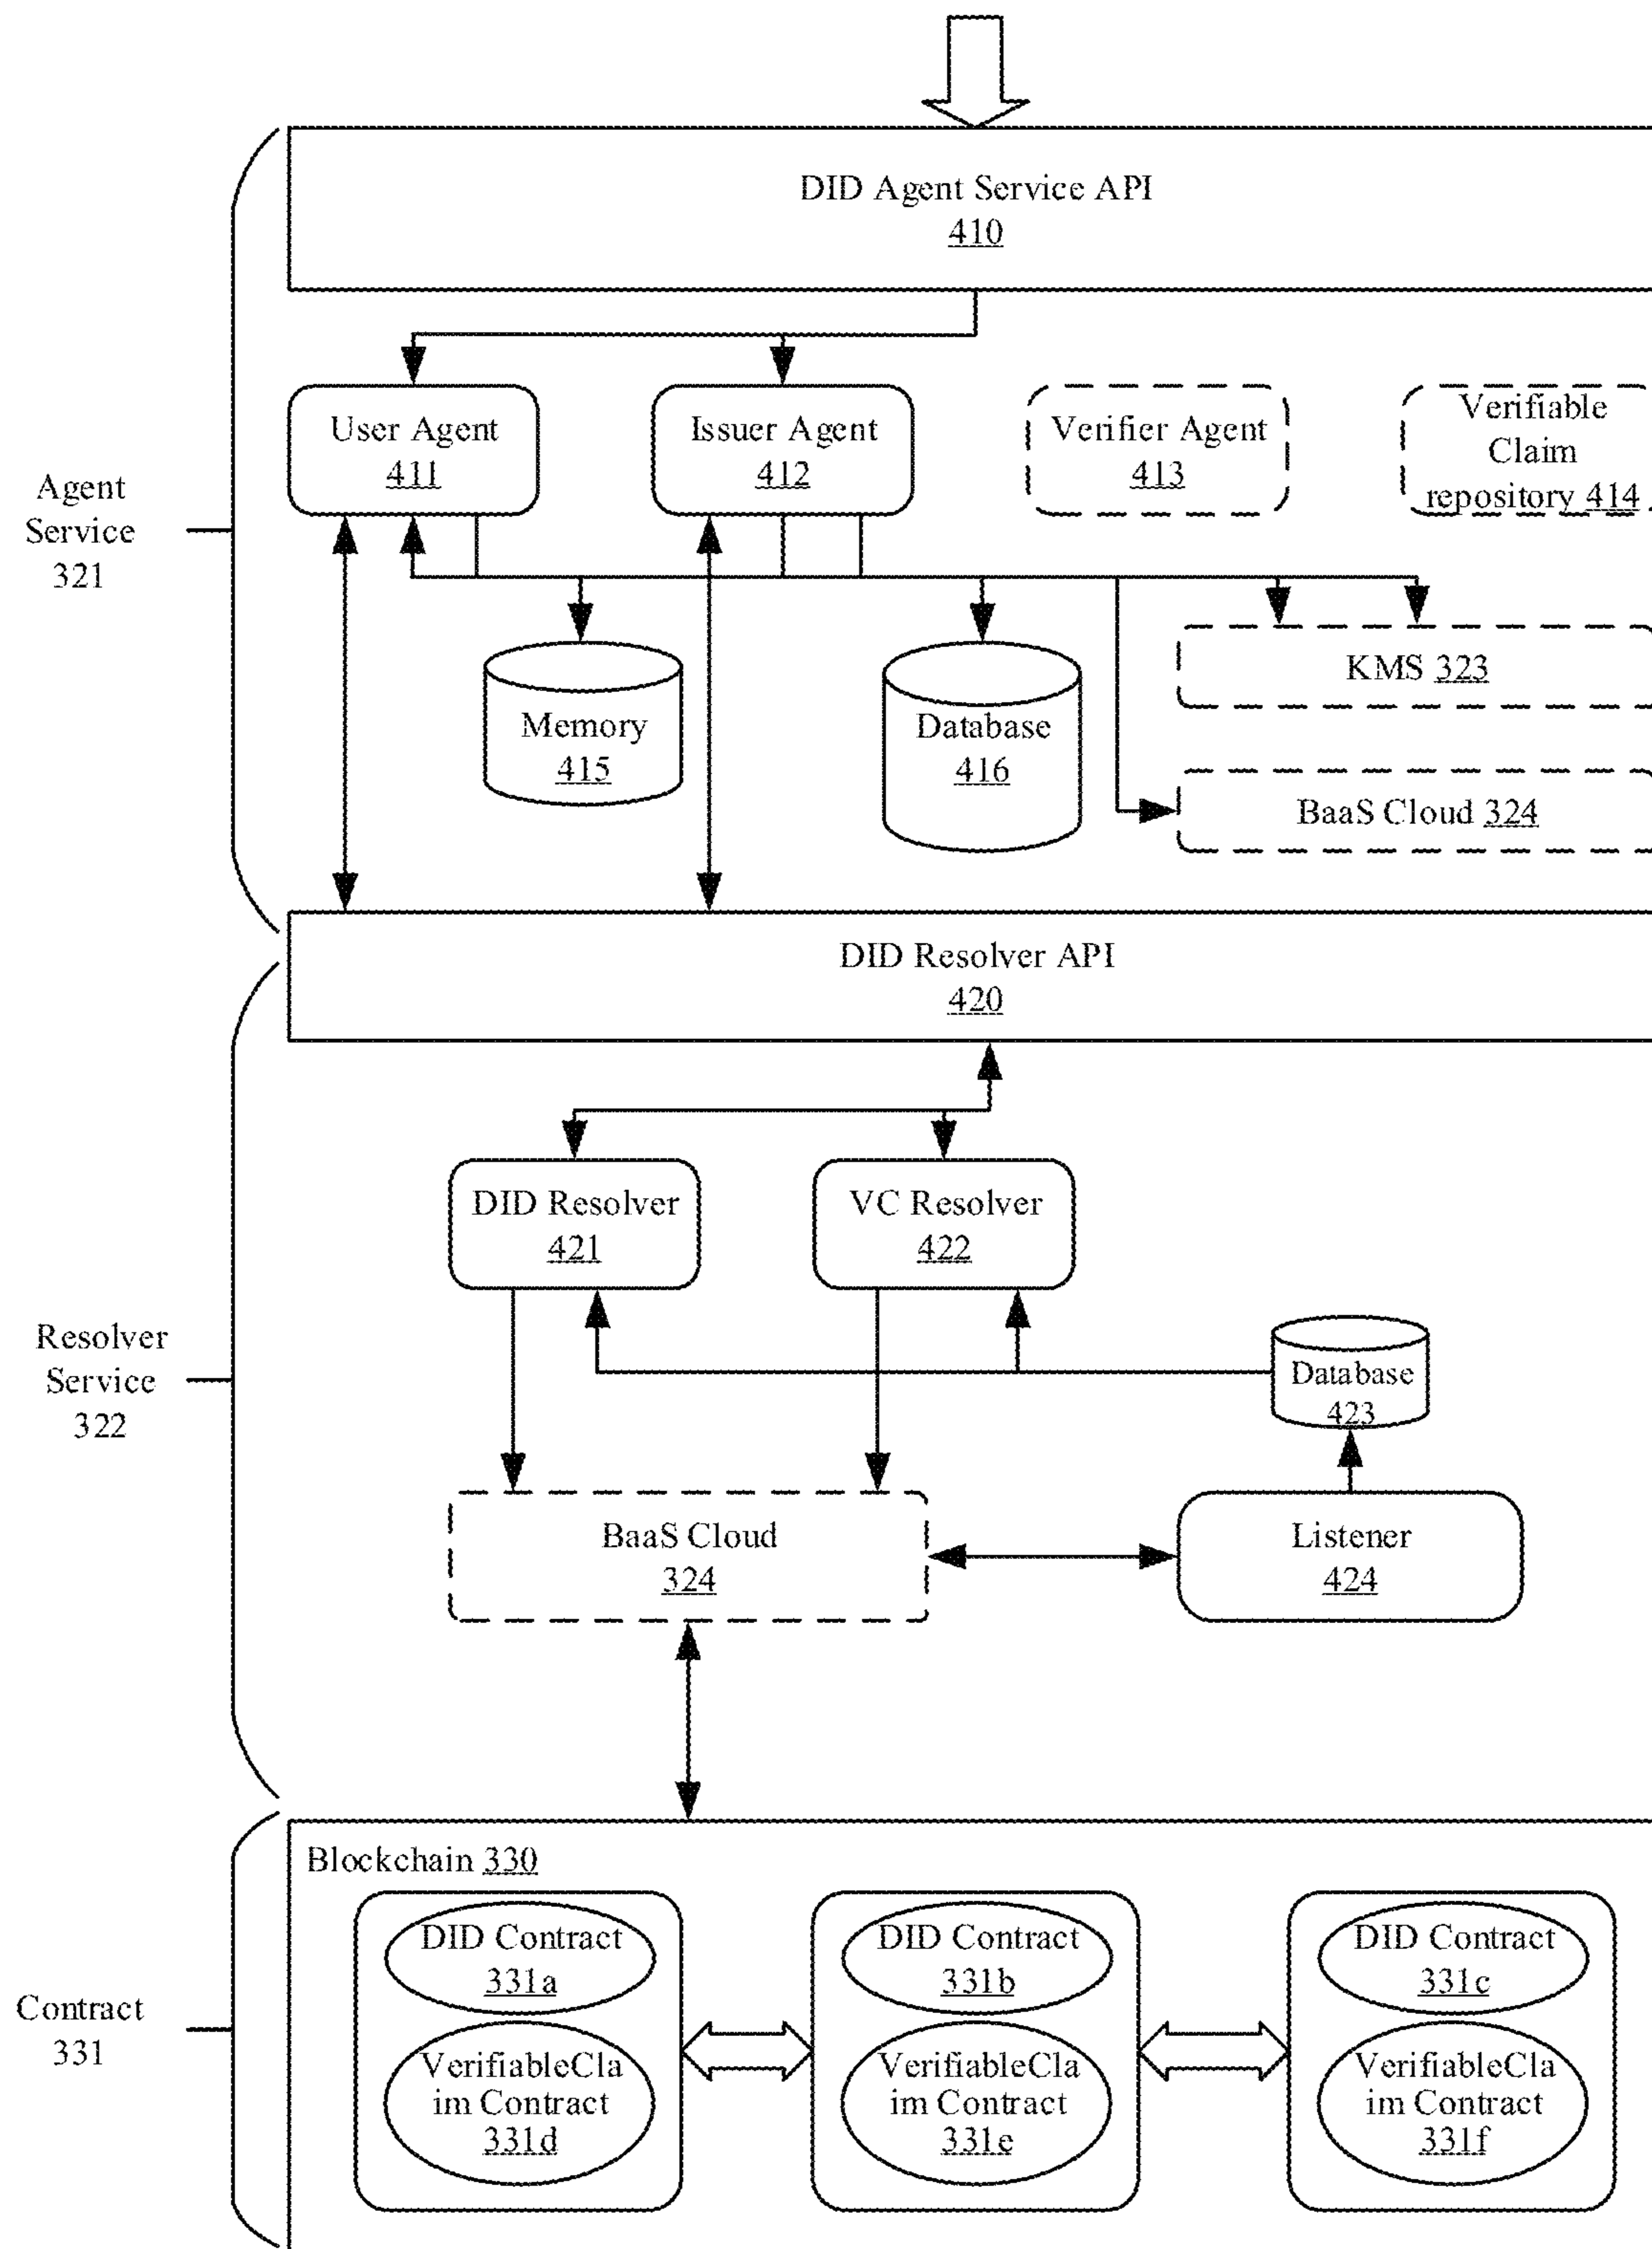 DID Agent Service API
410
User Agent
411
Issuer Agent
412
Verifier Agent
413
Verifiable
Claim
repository 414
Agent
Service
321
KMS 323
Memory
415
Database
416
BaaS Cloud 324
DID Resolver API
420
DID Resolver
421
VC Resolver
422
Resolver
Service
322
Database
423
BaaS Cloud
324
Listener
424
Blockchain 330
DID Contract
331a
DID Contract
331b
DID Contract
331c
Contract
331
VerifiableCla
im Contract
331d
VerifiableCla
im Contract
331e
VerifiableCla
im Contract
331f